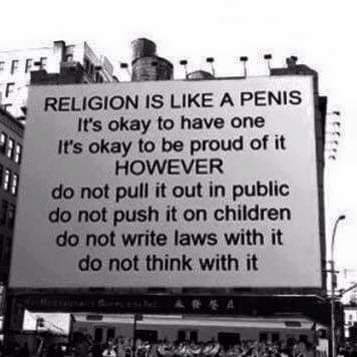 RELIGION IS LIKE A PENIS
It's okay to have one
It's okay to be proud of it
HOWEVER
do not pull it out in public
do not push it on children
do not write laws with it
do not think with it